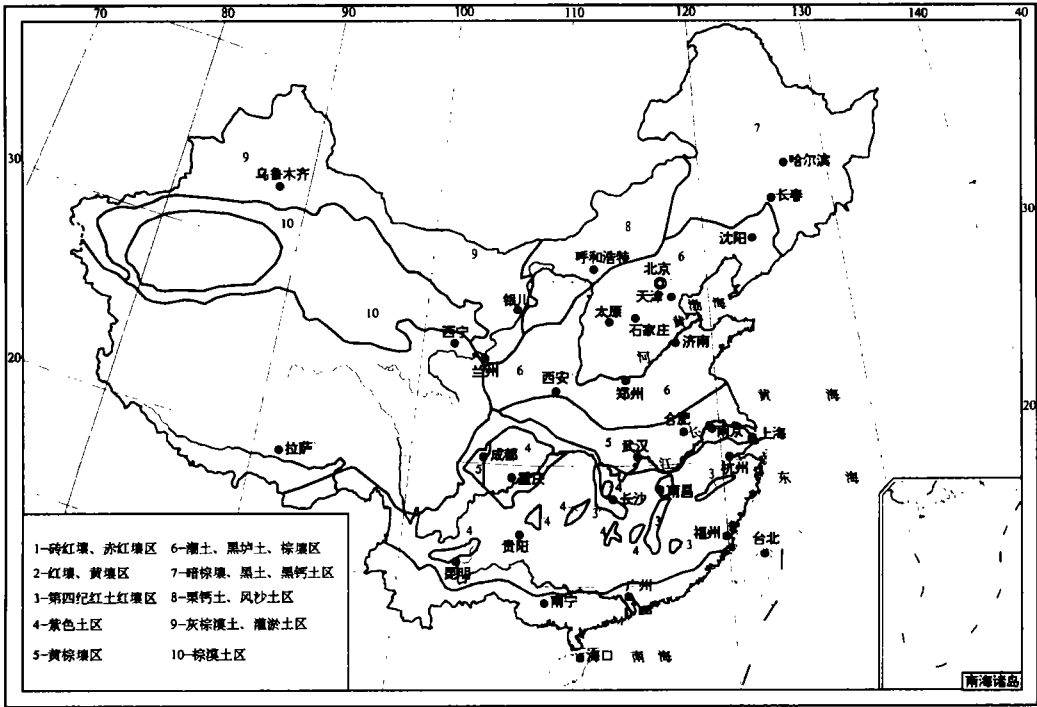 70 80 90 100 110 120 130 140 40
30
20
30
20
7
哈尔滨
长春
9
乌鲁木齐
沈阳
8
10
9
呼和浩特
6
北京
天津
渤海
银川
太原
石家庄
黄
济南
10
西宁
兰州
河
6
西安
郑州
6
黄海
合肥
长
南京
上海
5
武汉
江
杭州
拉萨
成都
4
5
重庆
4
长沙
南昌
3
东海
4
4
3
4
3
4
贵阳
4
3
福州
台北
昆明
广州
南宁
海口
南海
1-砖红壤、赤红壤区 6-潮土、黑垆土、棕壤区
2-红壤、黄壤区 7-暗棕壤、黑土、黑钙土区
3-第四纪红土红壤区 8-栗钙土、风沙土区
4-紫色土区 9-灰棕漠土、灌淤土区
5-黄棕壤区 10-棕漠土区
南海诸岛